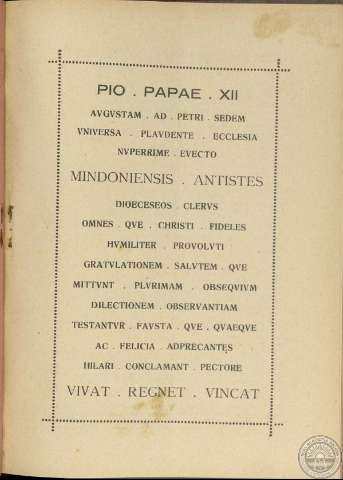 PIO . PAPAE . XII
AVGVSTAM . AD . PETRI . SEDEM
VNIVERSA . PLAVDENTE . ECCLESIA
NVPERRIME . EVECTO
MINDONIENSIS . ANTISTES
DIOECESEOS . CLERVS
OMNES . QVE . CHRISTI . FIDELES
HVMILITER . PROVOLVTI
GRATVLATIONEM . SALVTEM . QVE
MITTVNT . PLVRIMAM . OBSEQVIVM
DILECTIONEM . OBSERVANTIAM
TESTANTVR . FAVSTA . QVE . QVAEQVE
AC . FELICIA . ADPRECANTES
HILARI . CONCLAMANT . PECTORE
VIVAT . REGNET . VINCAT